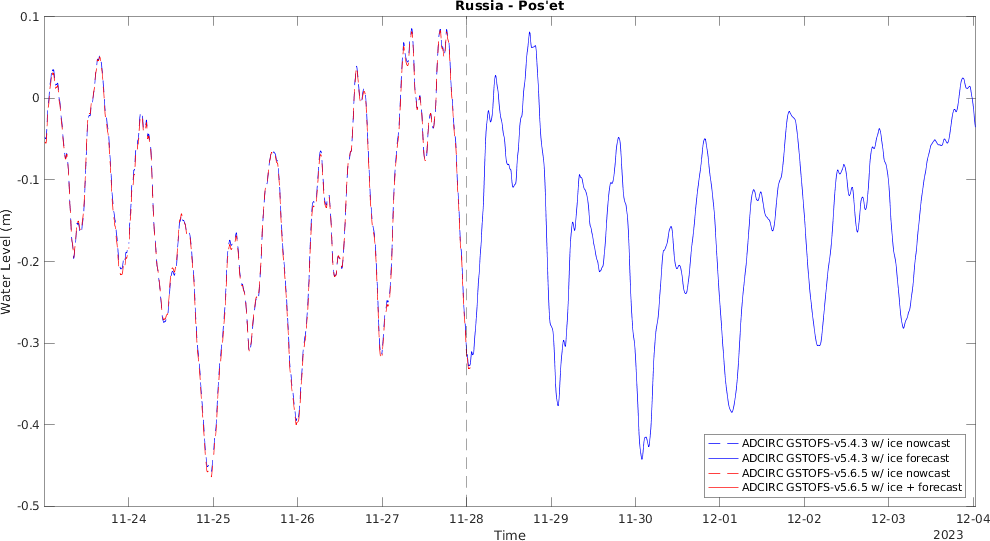 Russia - Pos'et
Water Level (m)
0.1
0
-0.1
-0.2
-0.3
-0.4
-0.5
ADCIRC GSTOFS-v5.4.3 w/ ice nowcast
ADCIRC GSTOFS-v5.4.3 w/ ice forecast
ADCIRC GSTOFS-v5.6.5 w/ ice nowcast
ADCIRC GSTOFS-v5.6.5 w/ ice + forecast
11-24 11-25 11-26 11-27 11-28 11-29 11-30 12-01 12-02 12-03 12-04
Time
2023